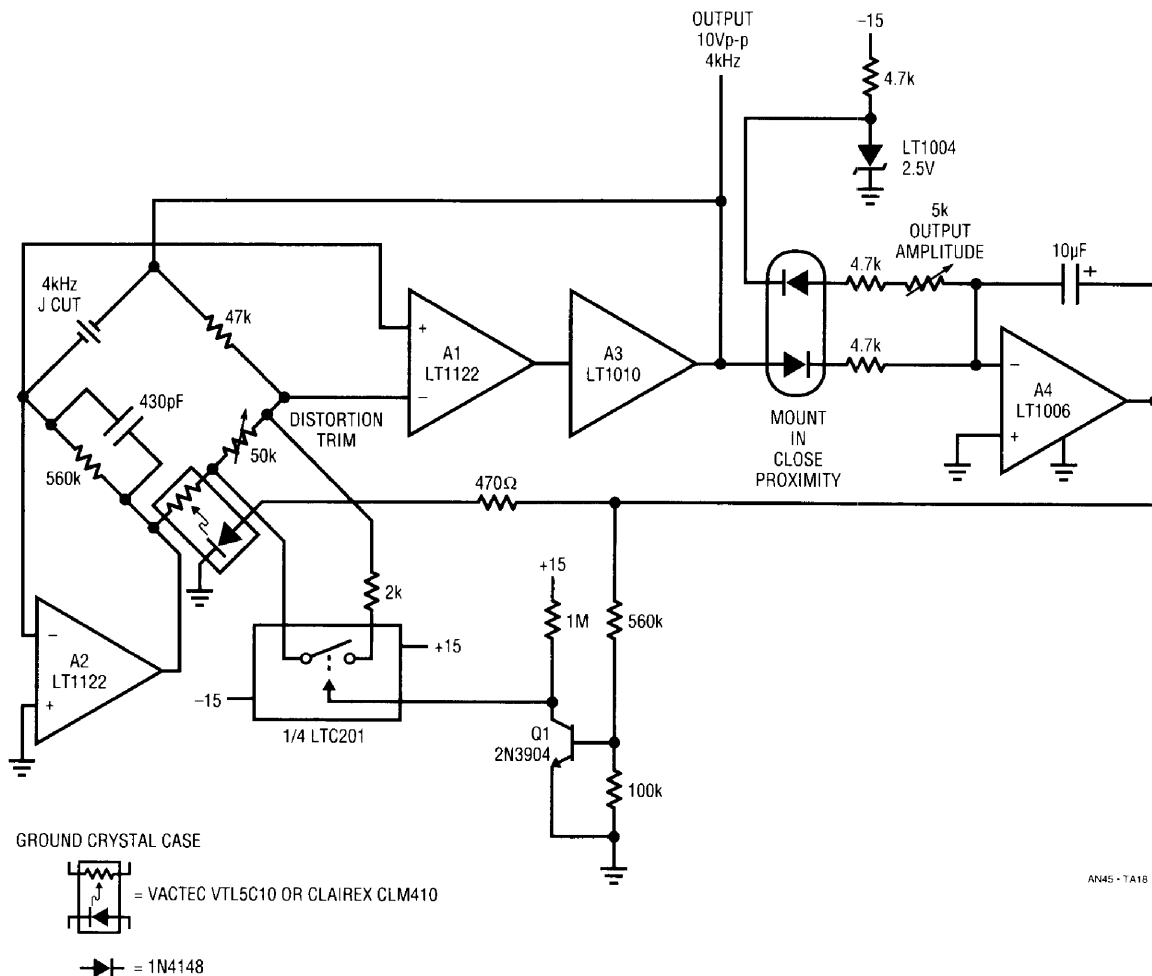 OUTPUT
10Vp-p
4kHz
-15
4.7k
LT1004
2.5V
5k
OUTPUT
AMPLITUDE
10µF
+
4kHz
J CUT
47k
+
A1
LT1122
-
A3
LT1010
4.7k
4.7k
-
A4
LT1006
+
MOUNT
IN
CLOSE
PROXIMITY
430pF
DISTORTION
TRIM
50k
560k
470Ω
+15
1M
560k
2k
-
A2
LT1122
+
+15
-15
1/4 LTC201
Q1
2N3904
100k
GROUND CRYSTAL CASE
= VACTEC VTL5C10 OR CLAIREX CLM410
= 1N4148
AN45 • TA18